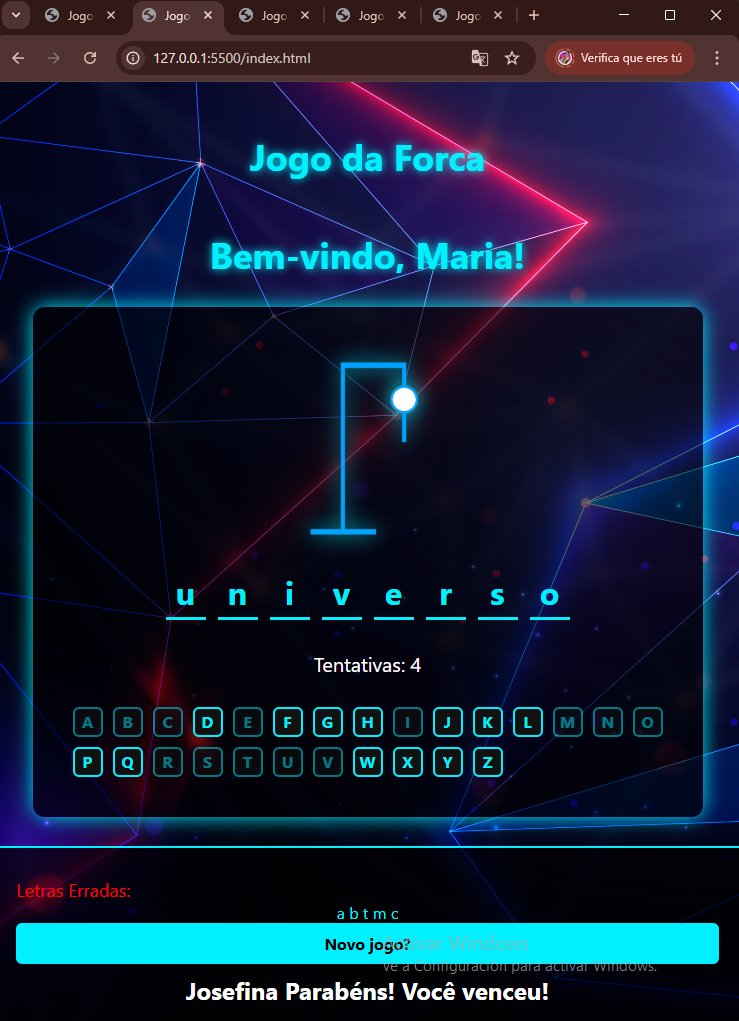 Jogo
Jogo
Jogo
Jogo
Jogo
127.0.0.1:5500/index.html
Verifica que eres tú
Jogo da Forca
Bem-vindo, Maria!
u n i v e r s o
Tentativas: 4
A B C D E F G H I J K L M N O
P Q R S T U V W X Y Z
Letras Erradas:
a b t m c
Novo jogo?
Activar Windows
Ve a Configuración para activar Windows.
Josefina Parabéns! Você venceu!